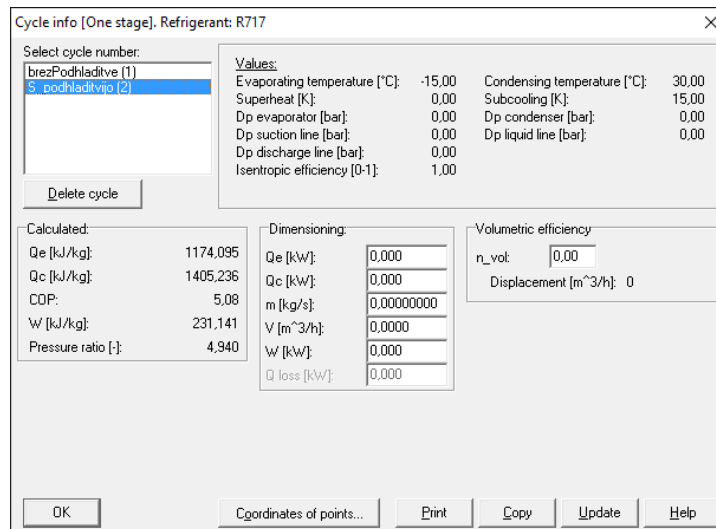 Cycle info [One stage]. Refrigerant: R717
Select cycle number:
brezPodhladitve (1)
S_podhladitvijo (2)
Delete cycle
Values:
Evaporating temperature [°C]: -15,00 Condensing temperature [°C]: 30,00
Superheat [K]: 0,00 Subcooling [K]: 15,00
Dp evaporator [bar]: 0,00 Dp condenser [bar]: 0,00
Dp suction line [bar]: 0,00 Dp liquid line [bar]: 0,00
Dp discharge line [bar]: 0,00
Isentropic efficiency [0-1]: 1,00
Calculated:
Qe [kJ/kg]: 1174,095
Qc [kJ/kg]: 1405,236
COP: 5,08
W [kJ/kg]: 231,141
Pressure ratio [-]: 4,940
Dimensioning:
Qe [kW]: 0,000
Qc [kW]: 0,000
m [kg/s]: 0,00000000
V [m^3/h]: 0,0000
W [kW]: 0,000
Q loss [kW]: 0,000
Volumetric efficiency
n_vol: 0,00
Displacement [m^3/h]: 0
OK Coordinates of points... Print Copy Update Help